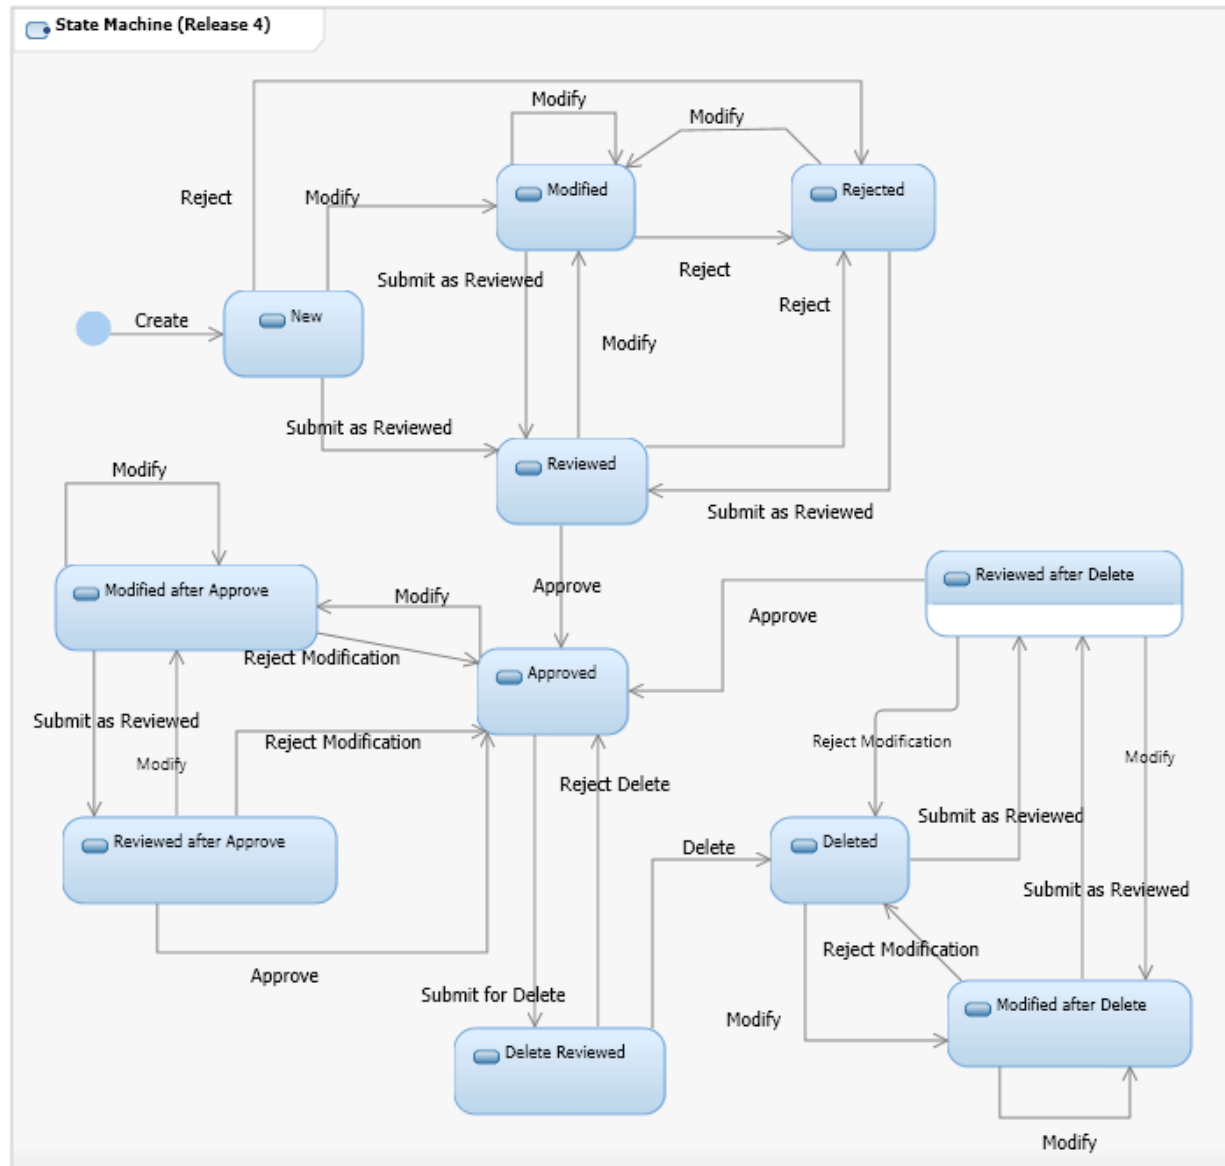 State Machine (Release 4)
Modify
Modify
Modified
Rejected
Reject
Modify
Submit as Reviewed
Reject
Reject
New
Create
Modify
Submit as Reviewed
Reviewed
Modify
Submit as Reviewed
Modified after Approve
Modify
Approve
Reviewed after Delete
Approve
Reject Modification
Approved
Submit as Reviewed
Reject Modification
Modify
Reject Modification
Modify
Reject Delete
Reviewed after Approve
Delete
Deleted
Submit as Reviewed
Submit as Reviewed
Reject Modification
Approve
Submit for Delete
Modify
Modified after Delete
Delete Reviewed
Modify